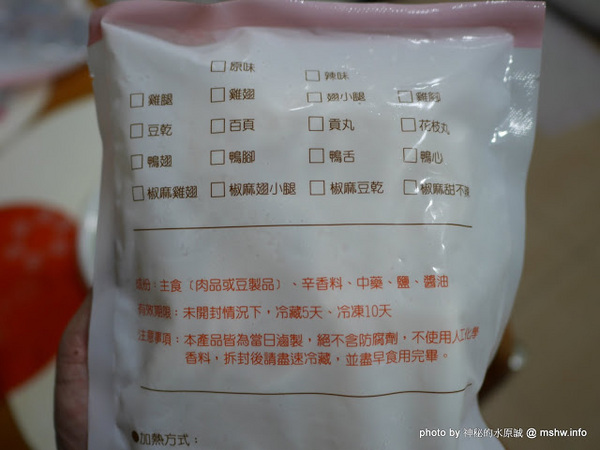 □原味 □辣味
□雞腿 □雞翅 □翅小腿 □雞腳
□豆乾 □百頁 □貢丸 □花枝丸
□鴨翅 □鴨腳 □鴨舌 □鴨心
□椒麻雞翅 □椒麻翅小腿 □椒麻豆乾 □椒麻甜不辣
成份：主食（肉品或豆製品）、辛香料、中藥、鹽、醬油
有效期限：未開封情況下，冷藏5天、冷凍10天
注意事項：本產品皆為當日滷製，絕不含防腐劑，不使用人工化學
香料，拆封後請盡速冷藏，並盡早食用完畢。
●加熱方式：
photo by 神秘的水原誠 @ mshw.info